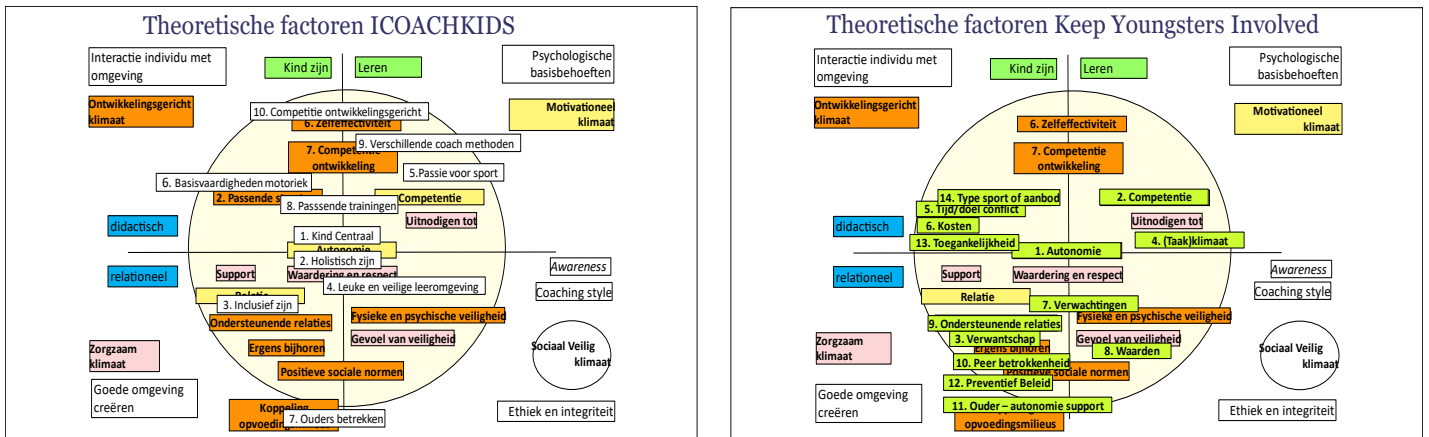 Theoretische factoren ICOACHKIDS
Interactie individu met
omgeving
Kind zijn
Leren
Psychologische
basisbehoeften
Ontwikkelingsgericht
klimaat
Motivationeel
klimaat
10. Competitie ontwikkelingsgericht
6. Zelfeffectiviteit
9. Verschillende coach methoden
7. Competentie
ontwikkeling
5.Passie voor sport
6. Basisvaardigheden motoriek
2. Passende
Competentie
8. Passsende trainingen
Uitnodigen tot
didactisch
1. Kind Centraal
Autonomie
2. Holistisch zijn
relationeel
Support
Waardering en respect
Awareness
4. Leuke en veilige leeromgeving
Coaching style
Relatie
3. Inclusief zijn
Ondersteunende relaties
Fysieke en psychische veiligheid
Gevoel van veiligheid
Ergens bijhoren
Zorgzaam
klimaat
Sociaal Veilig
klimaat
Positieve sociale normen
Goede omgeving
creëren
Koppeling
opvoedingsmilieus
7. Ouders betrekken
Ethiek en integriteit
Theoretische factoren Keep Youngsters Involved
Interactie individu met
omgeving
Kind zijn
Leren
Psychologische
basisbehoeften
Ontwikkelingsgericht
klimaat
Motivationeel
klimaat
6. Zelfeffectiviteit
7. Competentie
ontwikkeling
14. Type sport of aanbod
2. Competentie
5. Tijd/doel conflict
Uitnodigen tot
didactisch
6. Kosten
13. Toegankelijkheid
4. (Taak)klimaat
1. Autonomie
relationeel
Support
Waardering en respect
Awareness
Relatie
Coaching style
7. Verwachtingen
Fysieke en psychische veiligheid
9. Ondersteunende relaties
3. Verwantschap
Gevoel van veiligheid
Ergens bijhoren
8. Waarden
Zorgzaam
klimaat
Sociaal Veilig
klimaat
10. Peer betrokkenheid
Positieve sociale normen
12. Preventief Beleid
Goede omgeving
creëren
11. Ouder – autonomie support
opvoedingsmilieus
Ethiek en integriteit